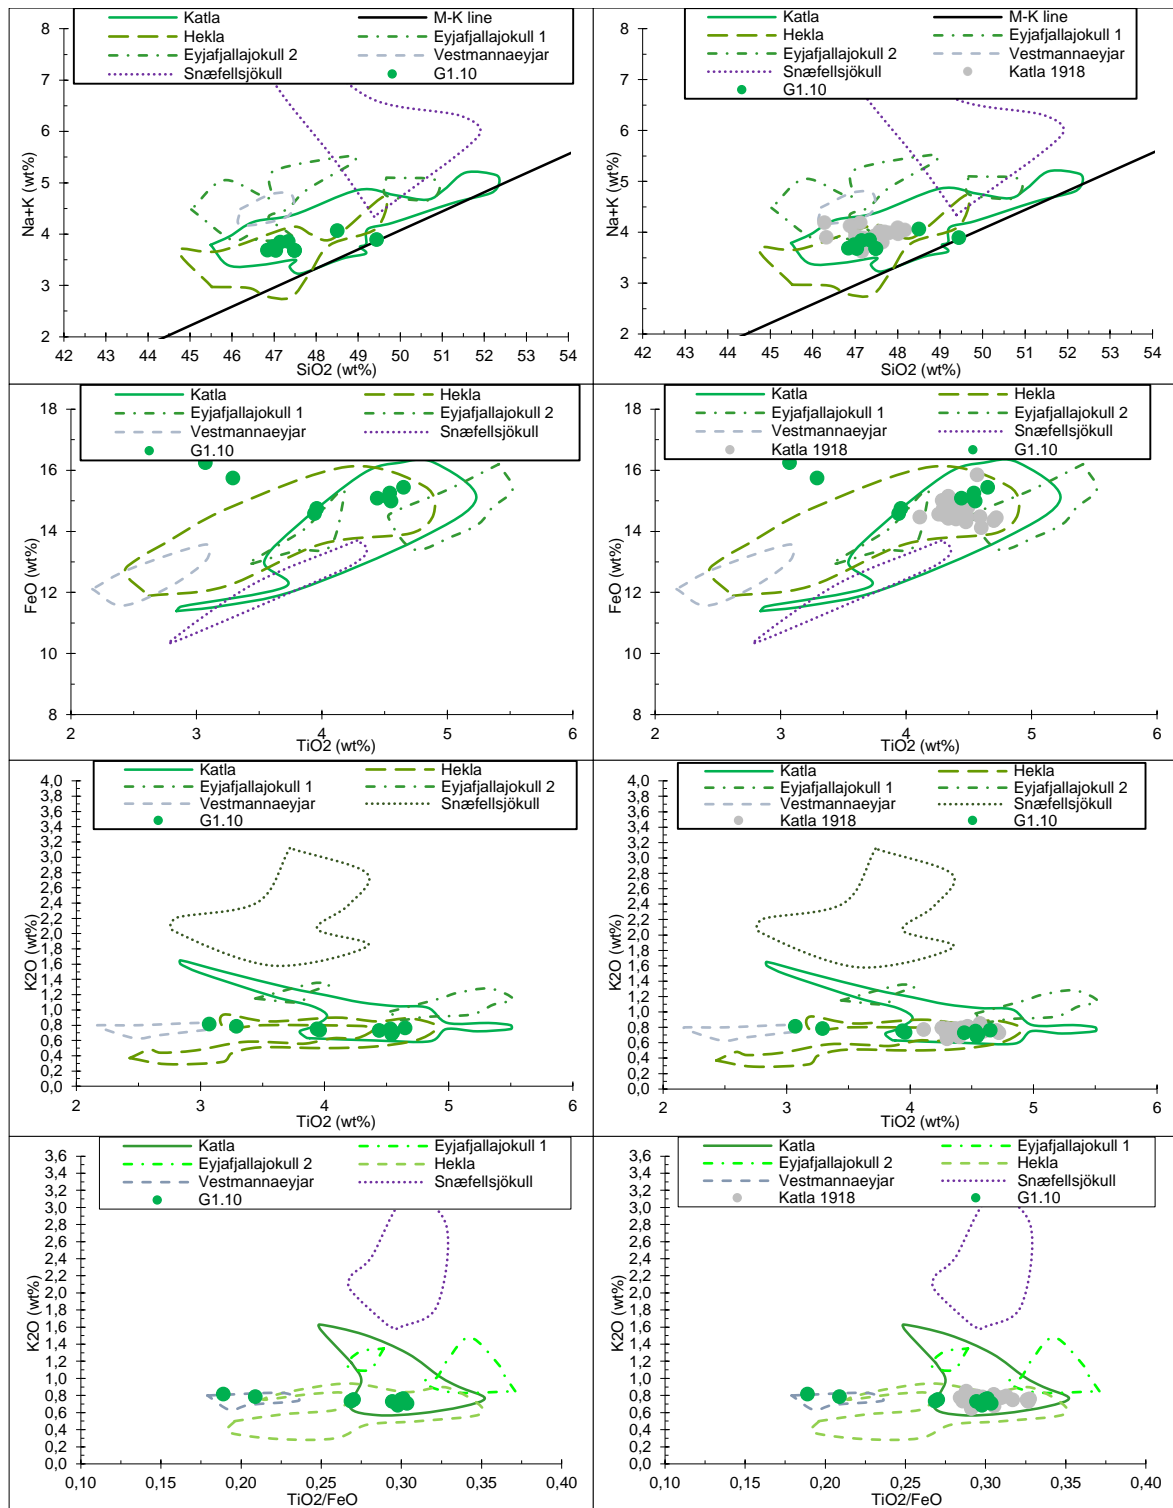 Katla M-K line
Hekla Eyjafjallajokull 1
Eyjafjallajokull 2 Vestmannaeyjar
Snæfellsjökull G1.10
8
7
6
5
4
3
2
Na+K (wt%)
42 43 44 45 46 47 48 49 50 51 52 53 54
SiO2 (wt%)
Katla M-K line
Hekla Eyjafjallajokull 1
Eyjafjallajokull 2 Vestmannaeyjar
Snæfellsjökull Katla 1918
G1.10
8
7
6
5
4
3
2
Na+K (wt%)
42 43 44 45 46 47 48 49 50 51 52 53 54
SiO2 (wt%)
Katla Hekla
Eyjafjallajokull 1 Eyjafjallajokull 2
Vestmannaeyjar Snæfellsjökull
G1.10
18
16
14
12
10
8
FeO (wt%)
2 3 4 5 6
TiO2 (wt%)
Katla Hekla
Eyjafjallajokull 1 Eyjafjallajokull 2
Vestmannaeyjar Snæfellsjökull
Katla 1918 G1.10
18
16
14
12
10
8
FeO (wt%)
2 3 4 5 6
TiO2 (wt%)
Katla Hekla
Eyjafjallajokull 1 Eyjafjallajokull 2
Vestmannaeyjar Snæfellsjökull
G1.10
4,0
3,8
3,6
3,4
3,2
3,0
2,8
2,6
2,4
2,2
2,0
1,8
1,6
1,4
1,2
1,0
0,8
0,6
0,4
0,2
0,0
K2O (wt%)
2 3 4 5 6
TiO2 (wt%)
Katla Hekla
Eyjafjallajokull 1 Eyjafjallajokull 2
Vestmannaeyjar Snæfellsjökull
Katla 1918 G1.10
4,0
3,8
3,6
3,4
3,2
3,0
2,8
2,6
2,4
2,2
2,0
1,8
1,6
1,4
1,2
1,0
0,8
0,6
0,4
0,2
0,0
K2O (wt%)
2 3 4 5 6
TiO2 (wt%)
Katla Eyjafjallajokull 1
Eyjafjallajokull 2 Hekla
Vestmannaeyjar Snæfellsjökull
G1.10
3,6
3,4
3,2
3,0
2,8
2,6
2,4
2,2
2,0
1,8
1,6
1,4
1,2
1,0
0,8
0,6
0,4
0,2
0,0
K2O (wt%)
0,10 0,15 0,20 0,25 0,30 0,35 0,40
TiO2/FeO
Katla Eyjafjallajokull 1
Eyjafjallajokull 2 Hekla
Vestmannaeyjar Snæfellsjökull
Katla 1918 G1.10
3,6
3,4
3,2
3,0
2,8
2,6
2,4
2,2
2,0
1,8
1,6
1,4
1,2
1,0
0,8
0,6
0,4
0,2
0,0
K2O (wt%)
0,10 0,15 0,20 0,25 0,30 0,35 0,40
TiO2/FeO